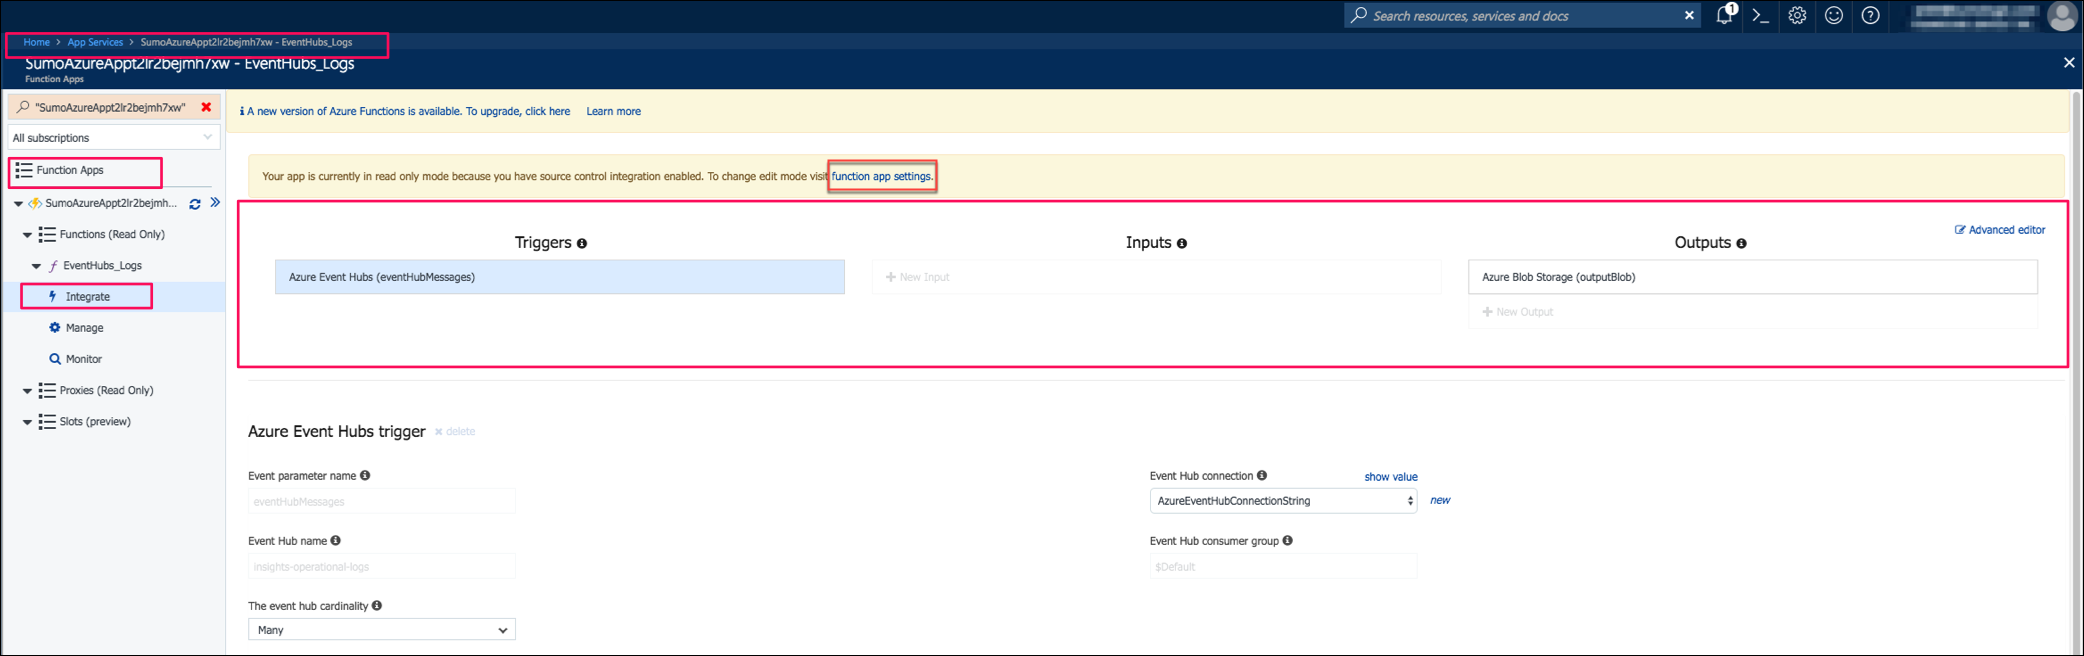 Search resources, services and docs
1
Home > App Services > SumoAzureAppt2lr2bejmh7xw - EventHubs_Logs
SumoAzureAppt2lr2bejmh7xw - EventHubs_Logs
Function Apps
"SumoAzureAppt2lr2bejmh7xw"
All subscriptions
Function Apps
SumoAzureAppt2lr2bejmh...
Functions (Read Only)
EventHubs_Logs
Integrate
Manage
Monitor
Proxies (Read Only)
Slots (preview)
A new version of Azure Functions is available. To upgrade, click here Learn more
Your app is currently in read only mode because you have source control integration enabled. To change edit mode visit function app settings.
Advanced editor
Triggers Inputs Outputs
Azure Event Hubs (eventHubMessages) New Input Azure Blob Storage (outputBlob)
New Output
Azure Event Hubs trigger delete
Event parameter name Event Hub connection show value
eventHubMessages AzureEventHubConnectionString new
Event Hub name Event Hub consumer group
insights-operational-logs $Default
The event hub cardinality
Many